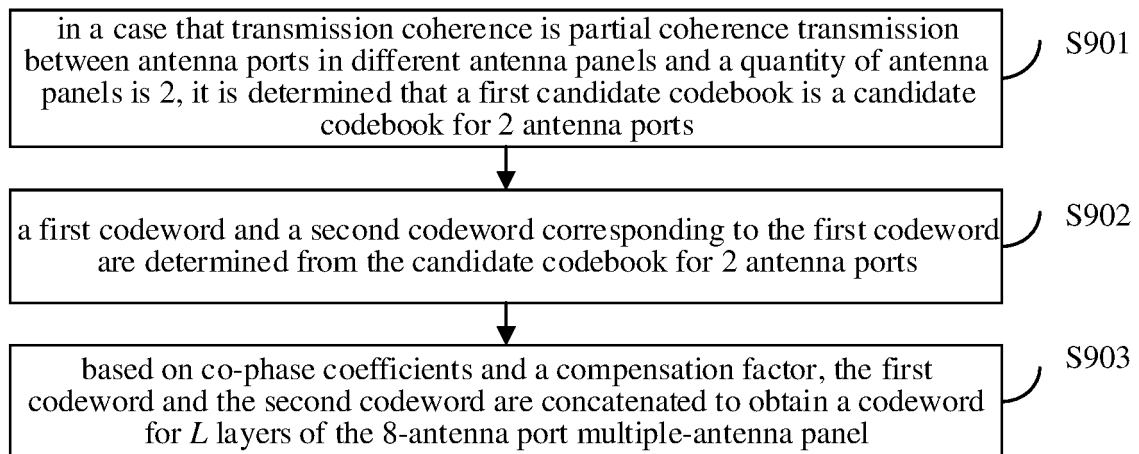 in a case that transmission coherence is partial coherence transmission
between antenna ports in different antenna panels and a quantity of antenna
panels is 2, it is determined that a first candidate codebook is a candidate
codebook for 2 antenna ports
S901
a first codeword and a second codeword corresponding to the first codeword
are determined from the candidate codebook for 2 antenna ports
S902
based on co-phase coefficients and a compensation factor, the first
codeword and the second codeword are concatenated to obtain a codeword
for L layers of the 8-antenna port multiple-antenna panel
S903